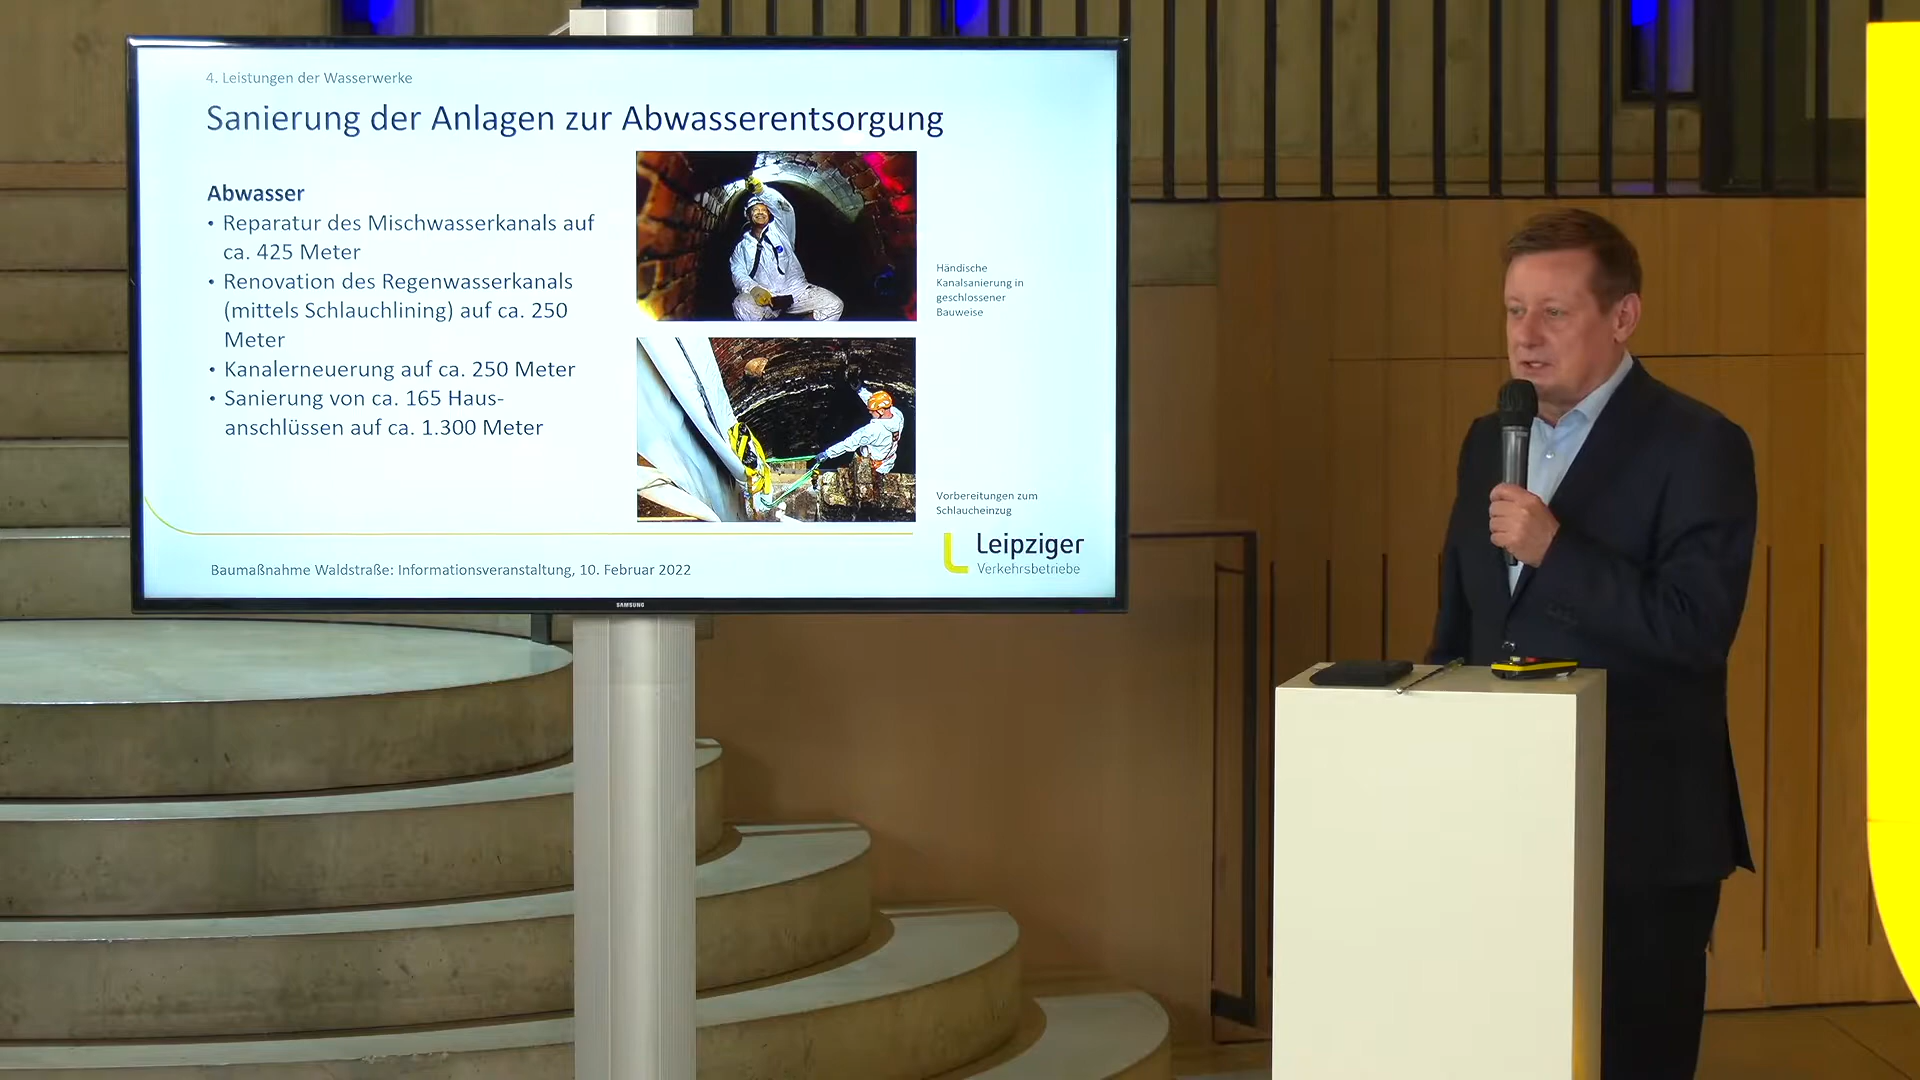 4. Leistungen der Wasserwerke
Sanierung der Anlagen zur Abwasserentsorgung
Abwasser
• Reparatur des Mischwasserkanals auf
ca. 425 Meter
• Renovation des Regenwasserkanals
(mittels Schlauchlining) auf ca. 250
Meter
• Kanalerneuerung auf ca. 250 Meter
• Sanierung von ca. 165 Haus-
anschlüssen auf ca. 1.300 Meter
Händische
Kanalsanierung in
geschlossener
Bauweise
Vorbereitungen zum
Schlaucheinzug
Leipziger
Verkehrsbetriebe
Baumaßnahme Waldstraße: Informationsveranstaltung, 10. Februar 2022
SAMSUNG